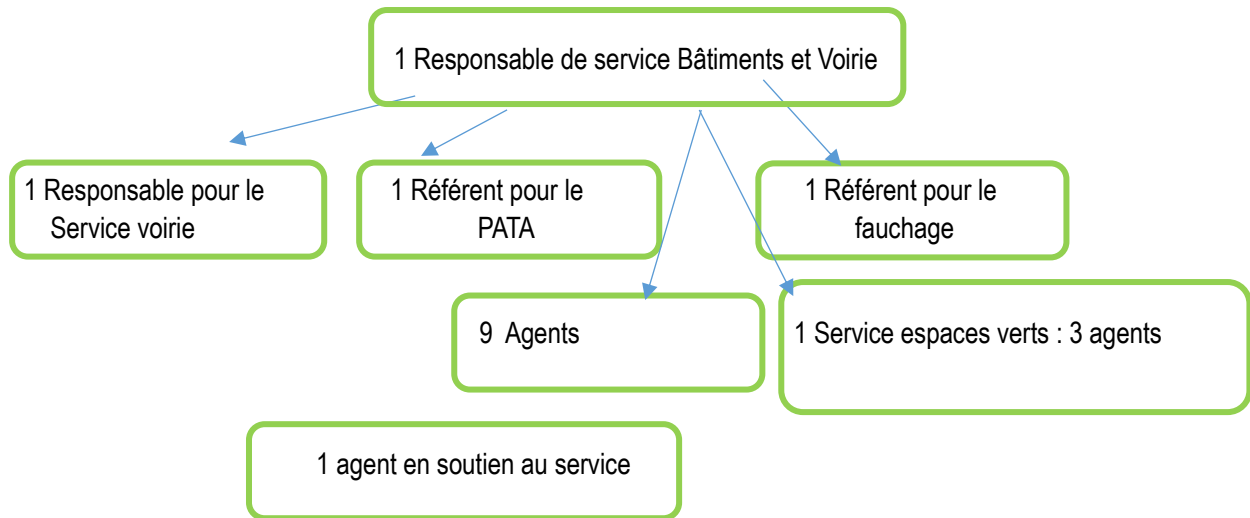 1 Responsable de service Bâtiments et Voirie
1 Responsable pour le
Service voirie
1 Référent pour le
PATA
1 Référent pour le
fauchage
9 Agents
1 Service espaces verts : 3 agents
1 agent en soutien au service